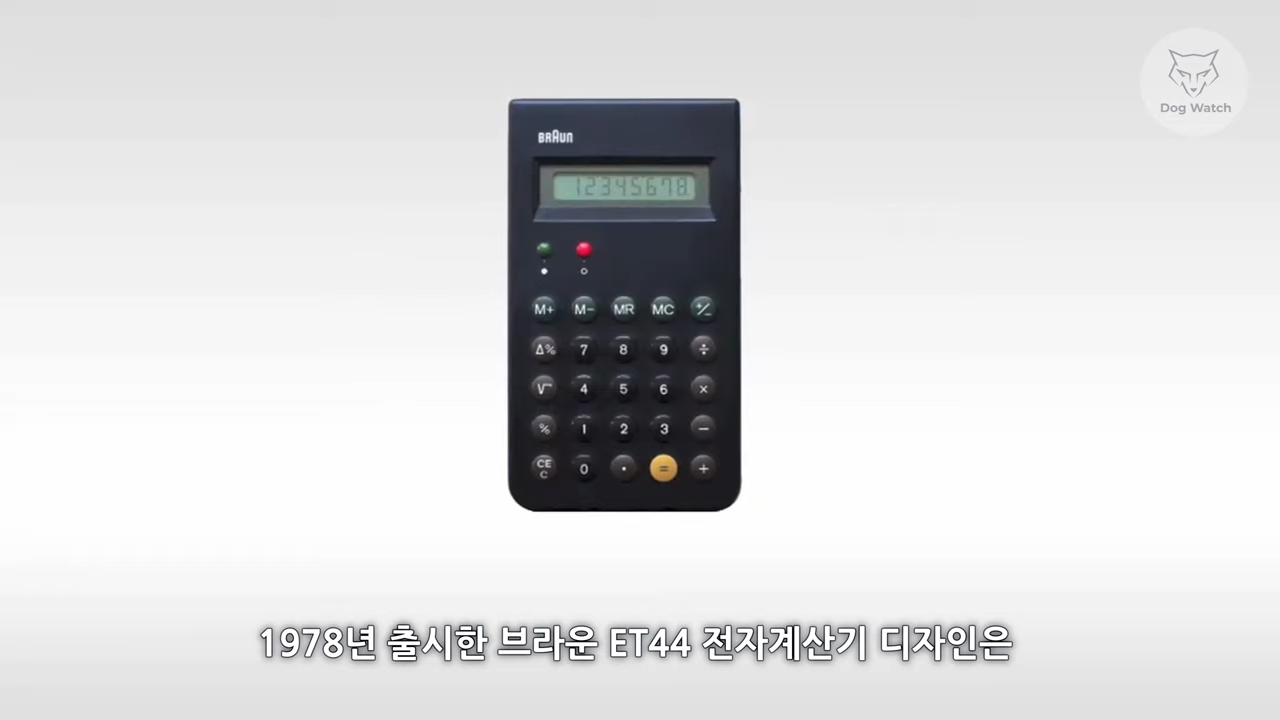 Dog Watch
BRAUN
12345678.
M+ M- MR MC +/−
Δ% 7 8 9 ÷
√‾ 4 5 6 ×
% 1 2 3 −
CE
C 0 . = +
1978년 출시한 브라운 ET44 전자계산기 디자인은